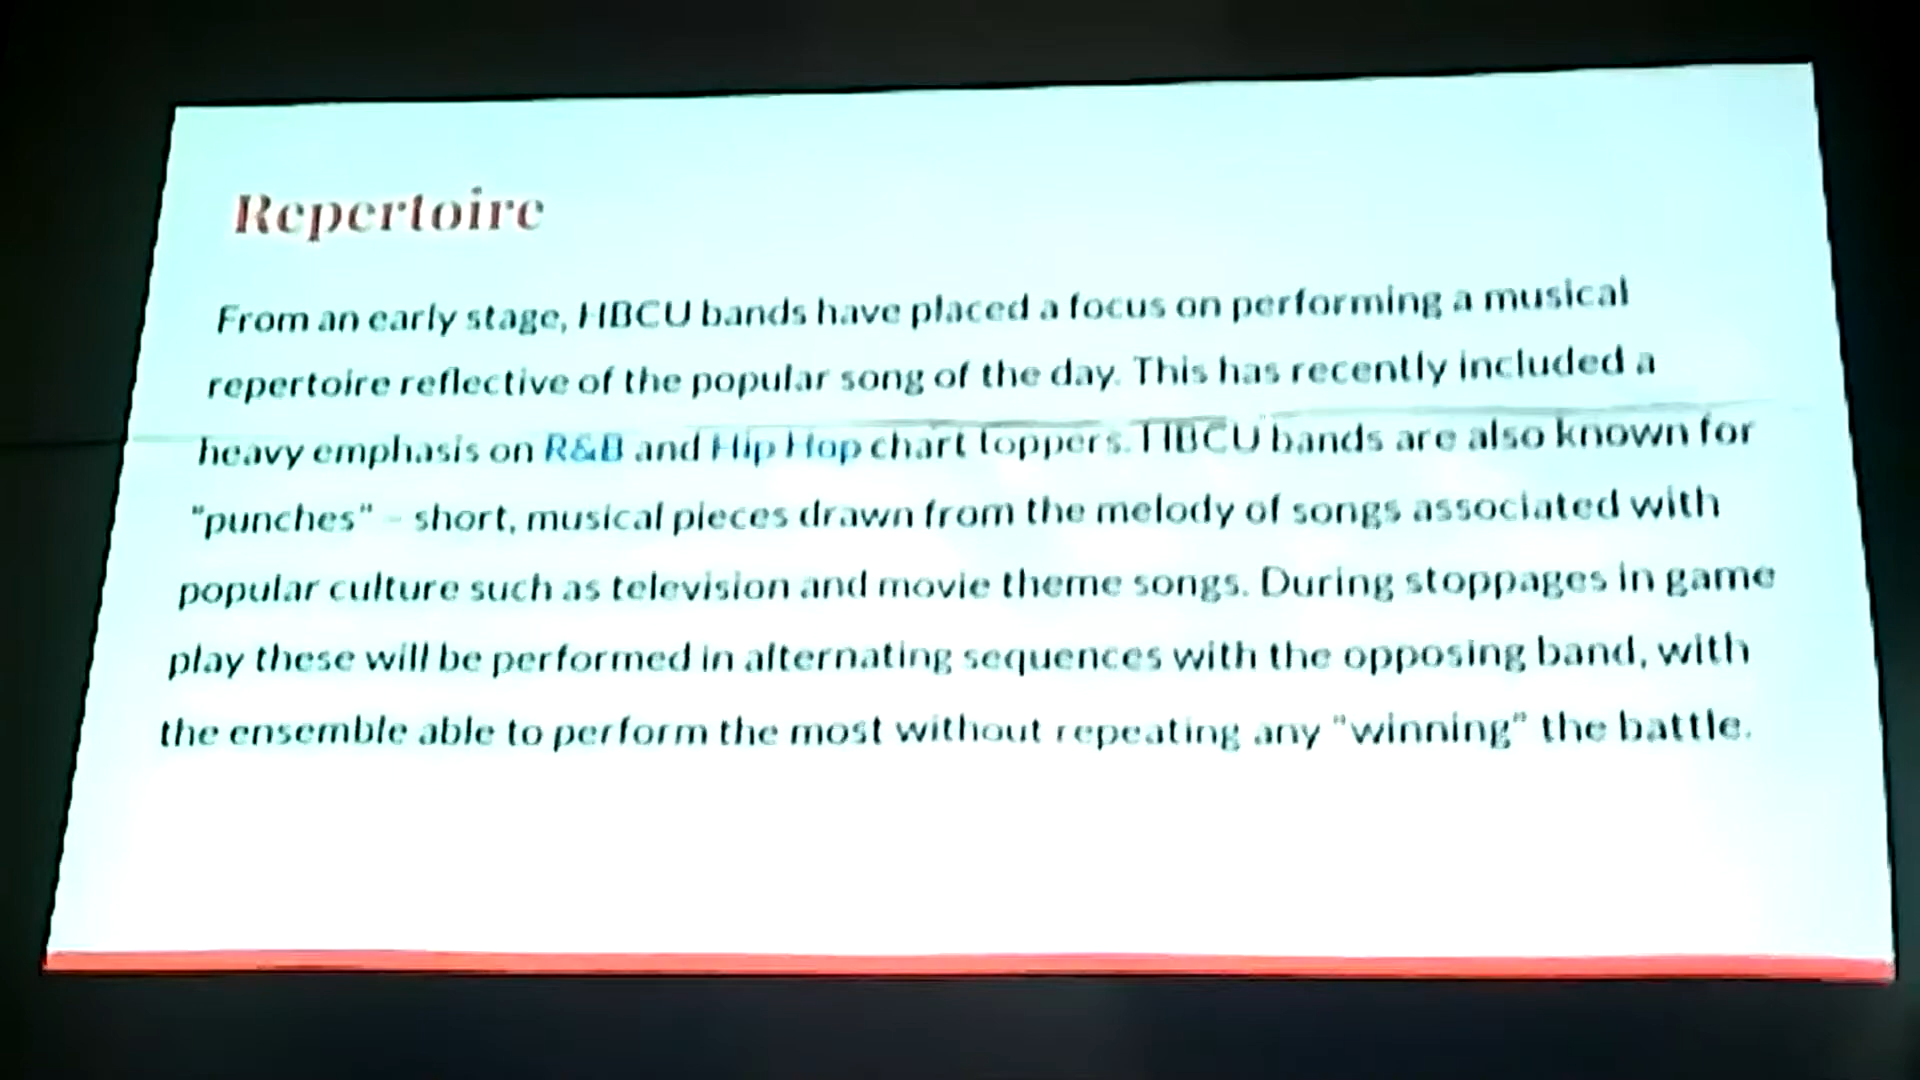 Repertoire
From an early stage, HBCU bands have placed a focus on performing a musical
repertoire reflective of the popular song of the day. This has recently included a
heavy emphasis on R&B and Hip Hop chart toppers. HBCU bands are also known for
"punches" – short, musical pieces drawn from the melody of songs associated with
popular culture such as television and movie theme songs. During stoppages in game
play these will be performed in alternating sequences with the opposing band, with
the ensemble able to perform the most without repeating any "winning" the battle.